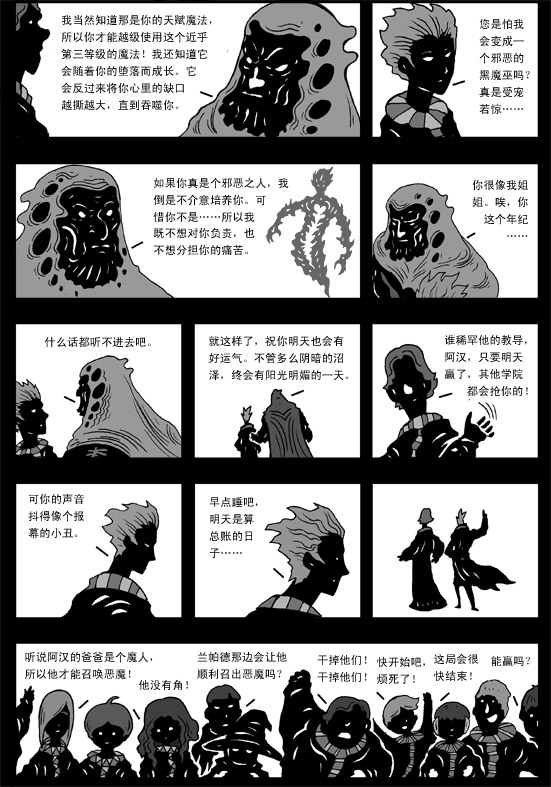 我当然知道那是你的天赋魔法，
所以你才能越级使用这个近乎
第三等级的魔法！我还知道它
会随着你的堕落而成长。它
会反过来将你心里的缺口
越撕越大，直到吞噬你。
您是怕我
会变成一
个邪恶的
黑魔巫吗？
真是受宠
若惊……
如果你真是个邪恶之人，我
倒是不介意培养你。可
惜你不是……所以我
既不想对你负责，也
不想分担你的痛苦。
你很像我姐
姐。唉，你
这个年纪
……
什么话都听不进去吧。
就这样了，祝你明天也会有
好运气。不管多么阴暗的沼
泽，终会有阳光明媚的一天。
谁稀罕他的教导，
阿汉，只要明天
赢了，其他学院
都会抢你的！
可你的声音
抖得像个报
幕的小丑。
早点睡吧，
明天是算
总账的日
子……
听说阿汉的爸爸是个魔人，
所以他才能召唤恶魔！
他没有角！
兰帕德那边会让他
顺利召出恶魔吗？
干掉他们！
干掉他们！
快开始吧，
烦死了！
这局会很
快结束！
能赢吗？